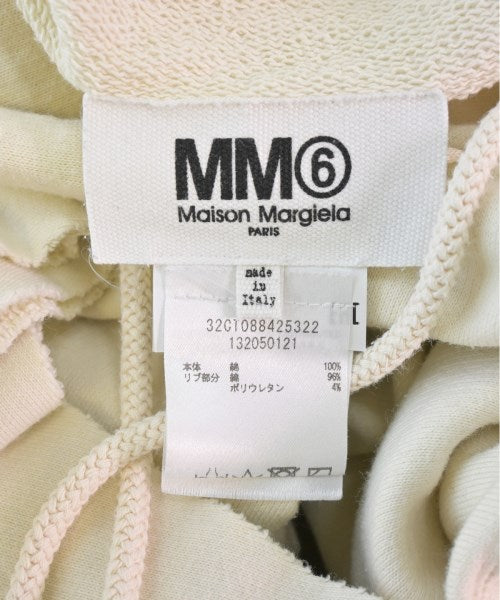 MM⑥
Maison Margiela
PARIS
made
in
Italy
32C1088425322
132050121
本体 綿 100%
リブ部分 綿 96%
ポリウレタン 4%